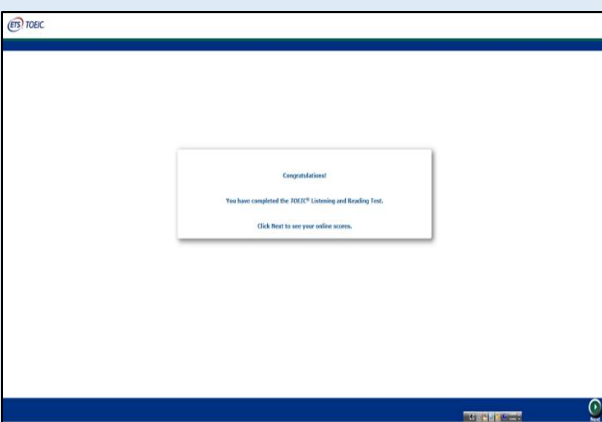 ETS TOEIC
Congratulations!
You have completed the TOEIC® Listening and Reading Test.
Click Next to see your online scores.
Next